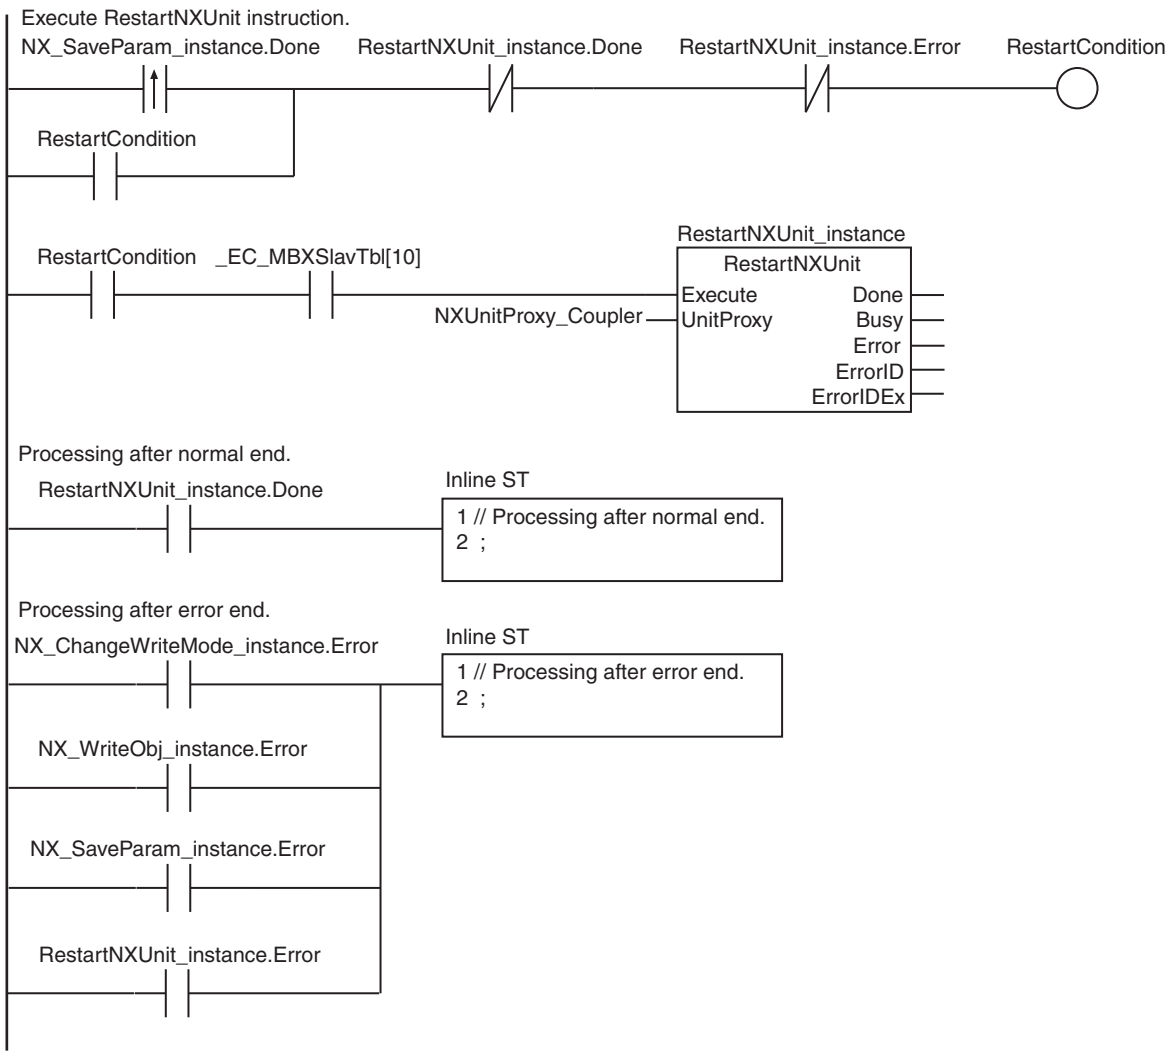 Execute RestartNXUnit instruction.
NX_SaveParam_instance.Done RestartNXUnit_instance.Done RestartNXUnit_instance.Error RestartCondition
RestartCondition
RestartNXUnit_instance
RestartCondition _EC_MBXSlavTbl[10]
RestartNXUnit
Execute Done
NXUnitProxy_Coupler UnitProxy Busy
Error
ErrorID
ErrorIDEx
Processing after normal end.
RestartNXUnit_instance.Done
Inline ST
1 // Processing after normal end.
2 ;
Processing after error end.
NX_ChangeWriteMode_instance.Error
Inline ST
1 // Processing after error end.
2 ;
NX_WriteObj_instance.Error
NX_SaveParam_instance.Error
RestartNXUnit_instance.Error